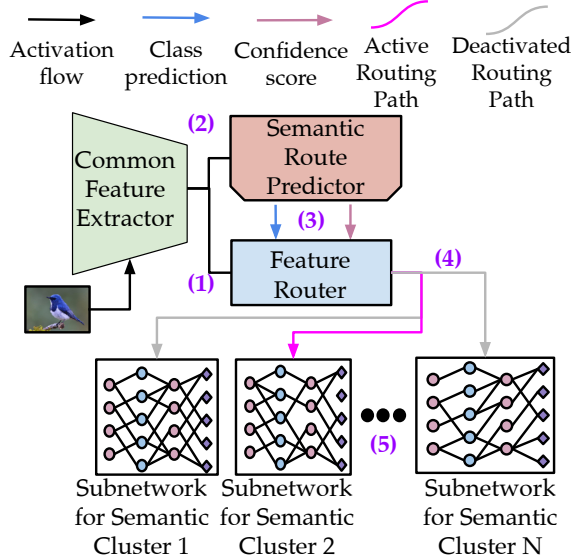 Activation
flow
Class
prediction
Confidence
score
Active
Routing
Path
Deactivated
Routing
Path
(2)
Common
Feature
Extractor
Semantic
Route
Predictor
(3)
(1)
Feature
Router
(4)
(5)
Subnetwork
for Semantic
Cluster 1
Subnetwork
for Semantic
Cluster 2
Subnetwork
for Semantic
Cluster N